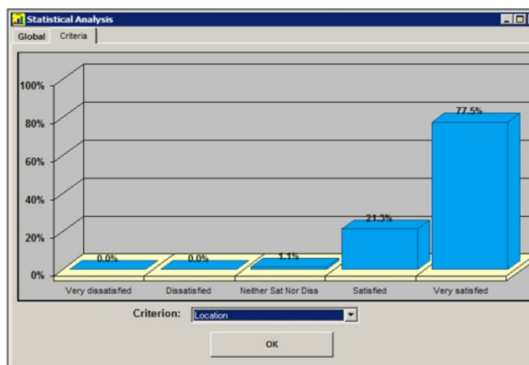 Statistical Analysis
Global Criteria
100%
80%
60%
40%
20%
0%
0.0%
0.0%
1.1%
21.3%
77.5%
Very dissatisfied
Dissatisfied
Neither Sat Nor Diss
Satisfied
Very satisfied
Criterion: Location
OK